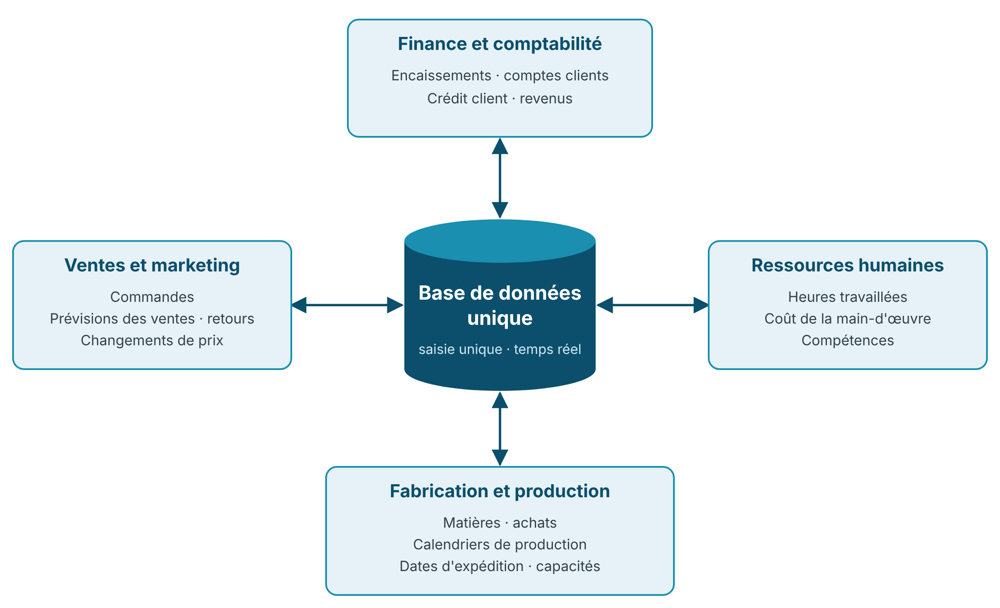 Finance et comptabilité
Encaissements · comptes clients
Crédit client · revenus
Ventes et marketing
Commandes
Prévisions des ventes · retours
Changements de prix
Base de données
unique
saisie unique · temps réel
Ressources humaines
Heures travaillées
Coût de la main-d'œuvre
Compétences
Fabrication et production
Matières · achats
Calendriers de production
Dates d'expédition · capacités